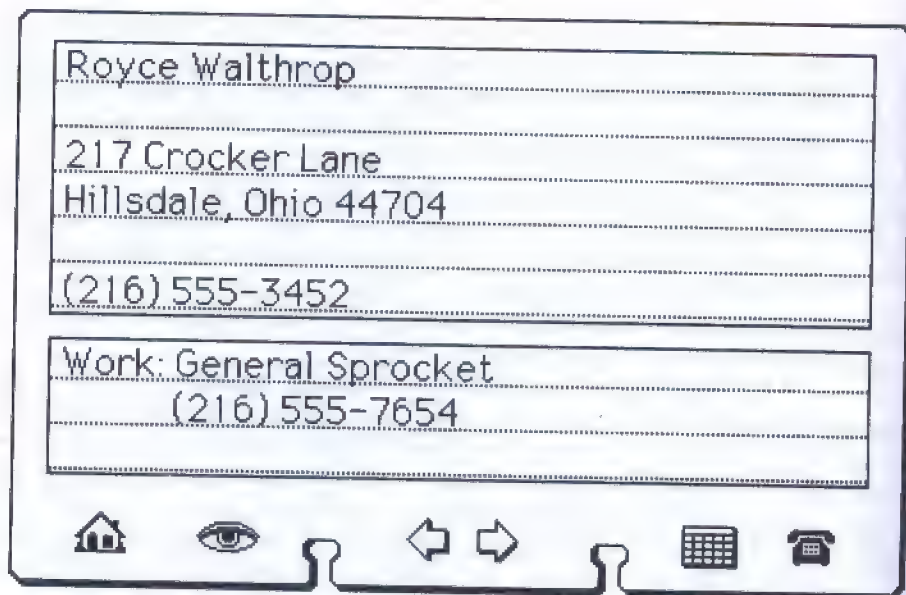 Royce Walthrop
217 Crocker Lane
Hillsdale, Ohio 44704
(216) 555-3452
Work: General Sprocket
(216) 555-7654